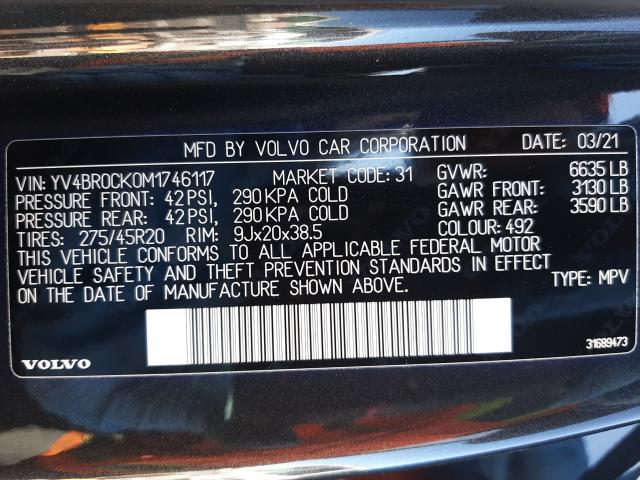 MFD BY VOLVO CAR CORPORATION DATE: 03/21
VIN: YV4BR0CK0M1746117 MARKET CODE: 31 GVWR: 6635 LB
PRESSURE FRONT: 42 PSI, 290 KPA COLD GAWR FRONT: 3130 LB
PRESSURE REAR: 42 PSI, 290 KPA COLD GAWR REAR: 3590 LB
TIRES: 275/45R20 RIM: 9Jx20x38.5 COLOUR: 492
THIS VEHICLE CONFORMS TO ALL APPLICABLE FEDERAL MOTOR
VEHICLE SAFETY AND THEFT PREVENTION STANDARDS IN EFFECT
ON THE DATE OF MANUFACTURE SHOWN ABOVE. TYPE: MPV
VOLVO 31689473